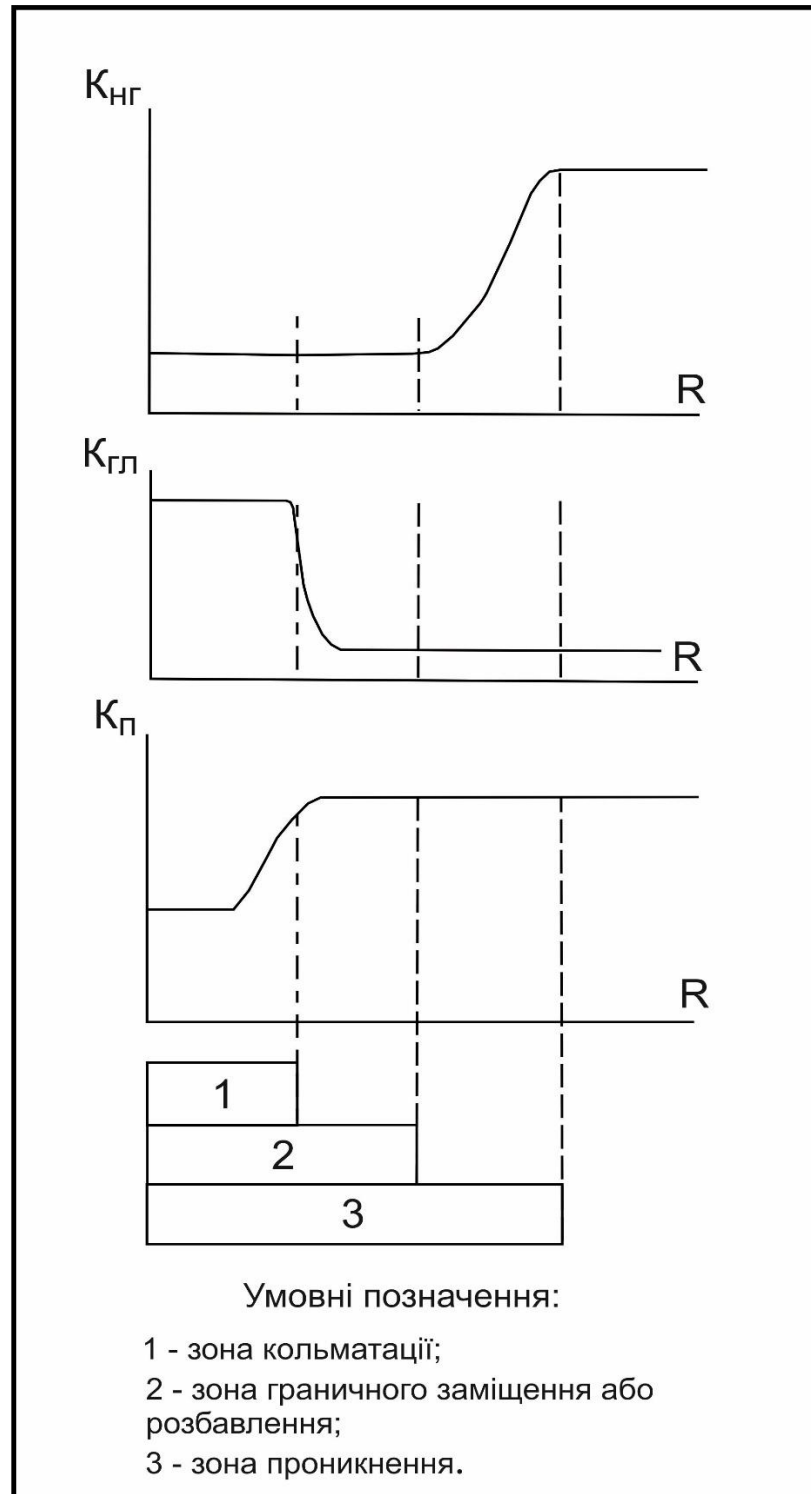 Кнг
R
Кгл
R
Кп
R
1
2
3
Умовні позначення:
1 - зона кольматації;
2 - зона граничного заміщення або
розбавлення;
3 - зона проникнення.